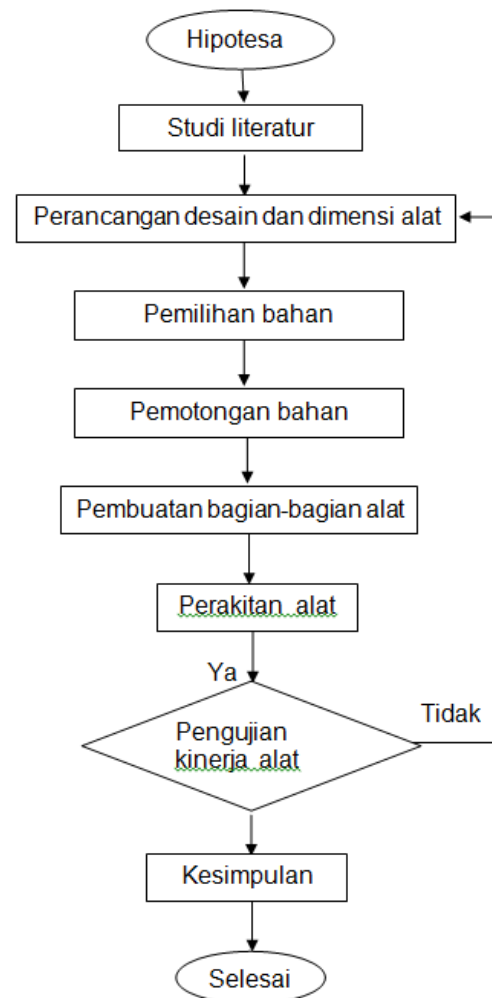 Hipotesa
Studi literatur
Perancangan desain dan dimensi alat
Pemilihan bahan
Pemotongan bahan
Pembuatan bagian-bagian alat
Perakitan alat
Ya
Tidak
Pengujian
kinerja alat
Kesimpulan
Selesai